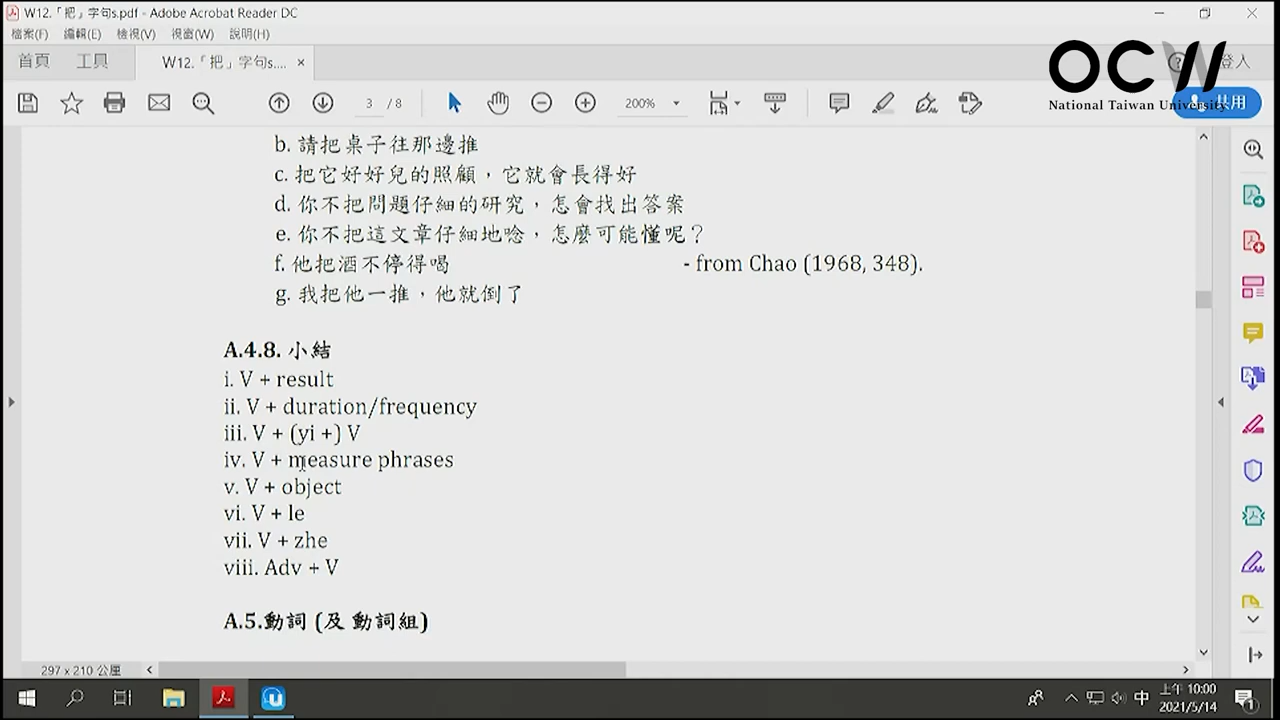 W12.「把」字句s.pdf - Adobe Acrobat Reader DC
檔案(F) 編輯(E) 檢視(V) 視窗(W) 說明(H)
首頁 工具 W12.「把」字句s.... × 登入
OCW
National Taiwan University
3 / 8 200% 共用
b. 請把桌子往那邊推
c. 把它好好兒的照顧，它就會長得好
d. 你不把問題仔細的研究，怎會找出答案
e. 你不把這文章仔細地唸，怎麼可能懂呢？
f. 他把酒不停得喝 - from Chao (1968, 348).
g. 我把他一推，他就倒了
A.4.8. 小結
i. V + result
ii. V + duration/frequency
iii. V + (yi +) V
iv. V + measure phrases
v. V + object
vi. V + le
vii. V + zhe
viii. Adv + V
A.5.動詞 (及 動詞組)
297 x 210 公厘
中 上午 10:00
2021/5/14
1